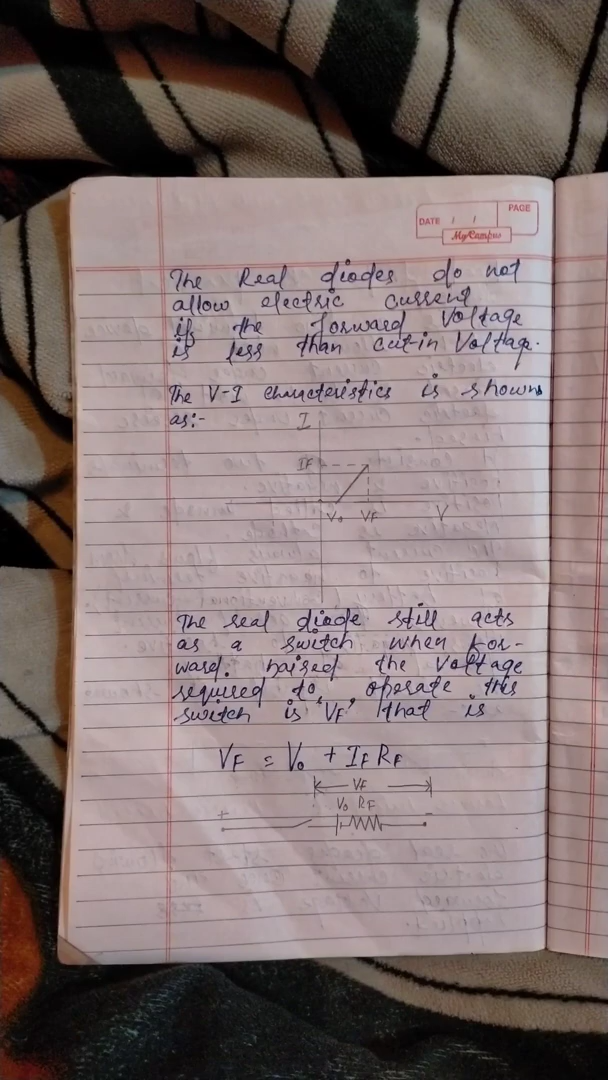 DATE / / PAGE
MyCampus
The Real diodes do not
allow electric current
if the forward Voltage
is less than cut-in Voltage.
The V-I characteristics is shown
as:-
I
IF
V₀ VF V
The real diode still acts
as a switch when for-
ward. baised the Voltage
required to operate this
switch is 'VF' that is
VF = V₀ + IF RF
VF
V₀ RF
+ -